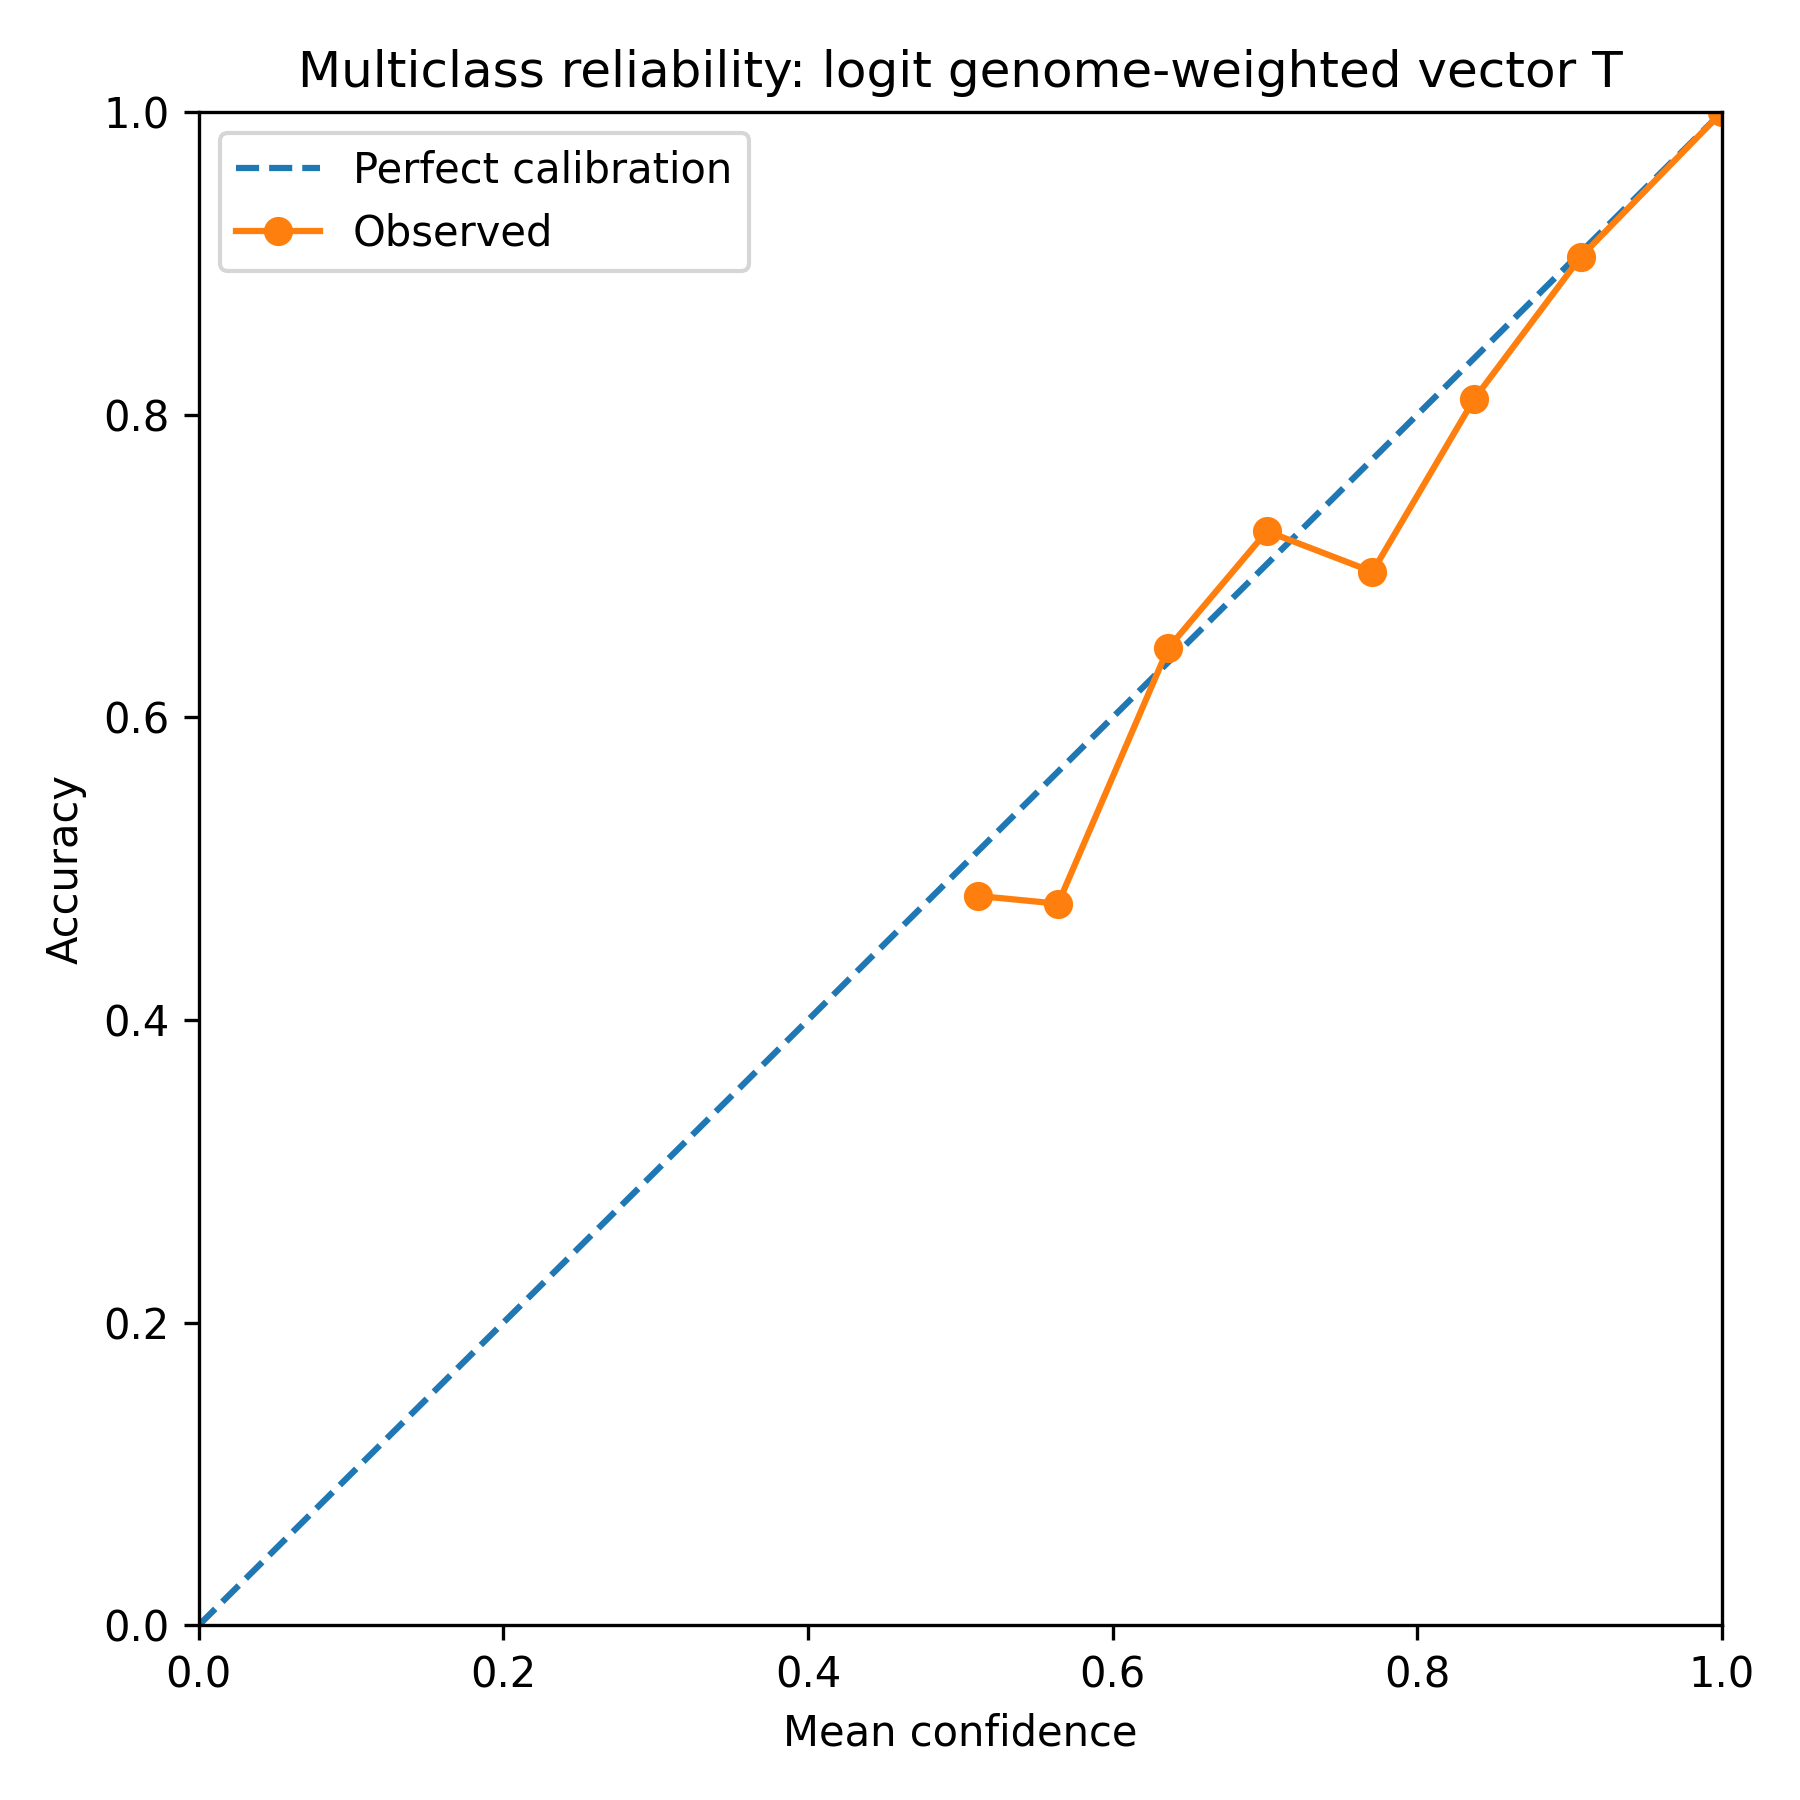 Multiclass reliability: logit genome-weighted vector T
1.0
0.8
0.6
0.4
0.2
0.0
Accuracy
Perfect calibration
Observed
0.0 0.2 0.4 0.6 0.8 1.0
Mean confidence